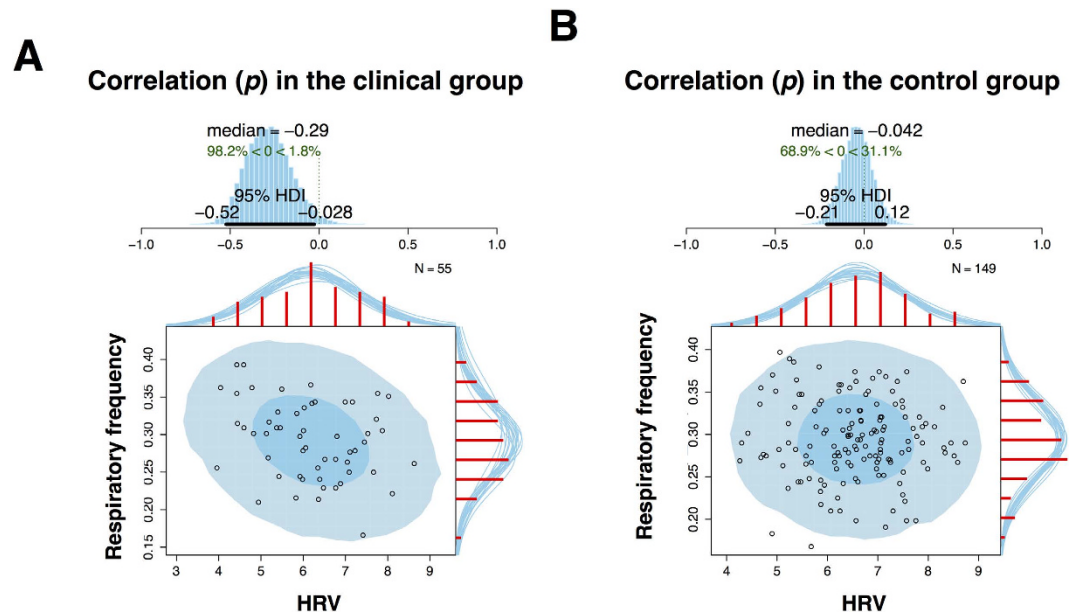 A
Correlation (p) in the clinical group
median = −0.29
98.2% < 0 < 1.8%
95% HDI
−0.52 −0.028
−1.0 −0.5 0.0 0.5 1.0
N = 55
Respiratory frequency
0.40
0.35
0.30
0.25
0.20
0.15
3 4 5 6 7 8 9
HRV
B
Correlation (p) in the control group
median = −0.042
68.9% < 0 < 31.1%
95% HDI
−0.21 0.12
−1.0 −0.5 0.0 0.5 1.0
N = 149
Respiratory frequency
0.40
0.35
0.30
0.25
0.20
4 5 6 7 8 9
HRV